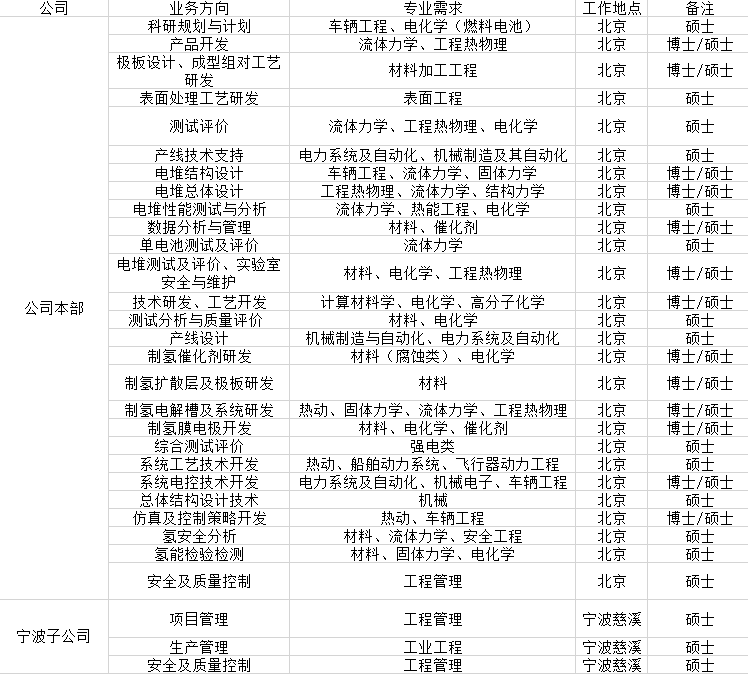 公司 业务方向 专业需求 工作地点 备注
科研规划与计划 车辆工程、电化学（燃料电池） 北京 硕士
产品开发 流体力学、工程热物理 北京 博士/硕士
极板设计、成型组对工艺
研发 材料加工工程 北京 博士/硕士
表面处理工艺研发 表面工程 北京 硕士
测试评价 流体力学、工程热物理、电化学 北京 硕士
产线技术支持 电力系统及自动化、机械制造及其自动化 北京 硕士
电堆结构设计 车辆工程、流体力学、固体力学 北京 博士/硕士
电堆总体设计 工程热物理、流体力学、结构力学 北京 博士/硕士
电堆性能测试与分析 流体力学、热能工程、电化学 北京 硕士
数据分析与管理 材料、催化剂 北京 博士/硕士
单电池测试及评价 流体力学 北京 硕士
电堆测试及评价、实验室
安全与维护 材料、电化学、工程热物理 北京 博士/硕士
公司本部 技术研发、工艺开发 计算材料学、电化学、高分子化学 北京 博士/硕士
测试分析与质量评价 材料、电化学 北京 硕士
产线设计 机械制造与自动化、电力系统及自动化 北京 硕士
制氢催化剂研发 材料（腐蚀类）、电化学 北京 博士/硕士
制氢扩散层及极板研发 材料 北京 博士/硕士
制氢电解槽及系统研发 热动、固体力学、流体力学、工程热物理 北京 博士/硕士
制氢膜电极开发 材料、电化学、催化剂 北京 博士/硕士
综合测试评价 强电类 北京 硕士
系统工艺技术开发 热动、船舶动力系统、飞行器动力工程 北京 硕士
系统电控技术开发 电力系统及自动化、机械电子、车辆工程 北京 博士/硕士
总体结构设计技术 机械 北京 硕士
仿真及控制策略开发 热动、车辆工程 北京 博士/硕士
氢安全分析 材料、流体力学、安全工程 北京 硕士
氢能检验检测 材料、固体力学、电化学 北京 硕士
安全及质量控制 工程管理 北京 硕士
宁波子公司 项目管理 工程管理 宁波慈溪 硕士
生产管理 工业工程 宁波慈溪 硕士
安全及质量控制 工程管理 宁波慈溪 硕士